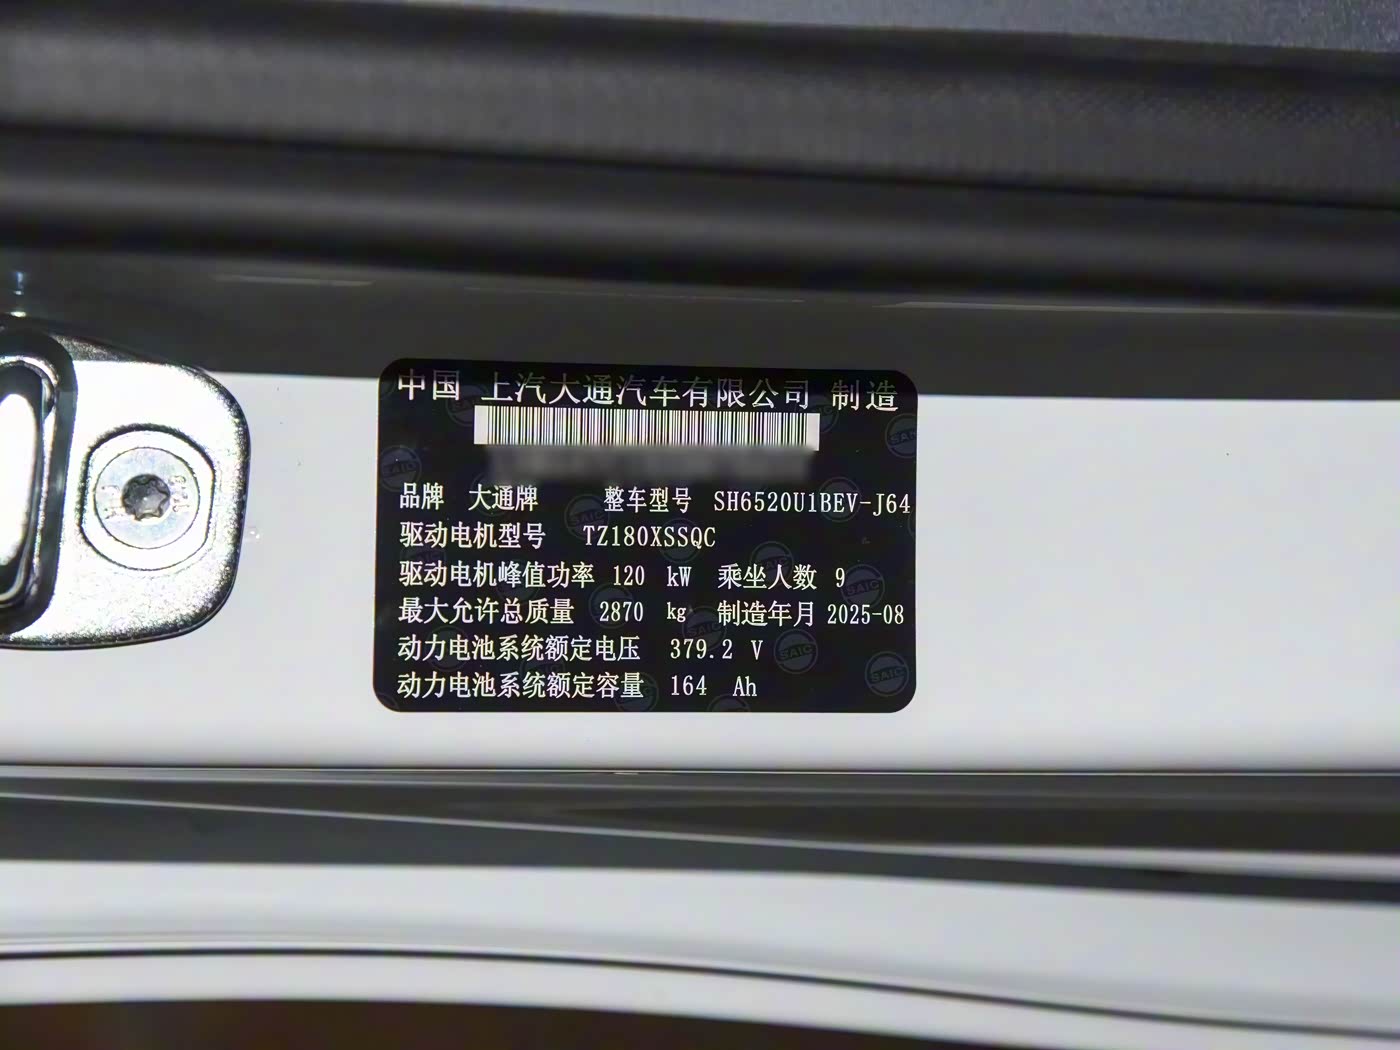 中国 上汽大通汽车有限公司 制造
品牌 大通牌 整车型号 SH6520U1BEV-J64
驱动电机型号 TZ180XSSQC
驱动电机峰值功率 120 kW 乘坐人数 9
最大允许总质量 2870 kg 制造年月 2025-08
动力电池系统额定电压 379.2 V
动力电池系统额定容量 164 Ah
SAIC